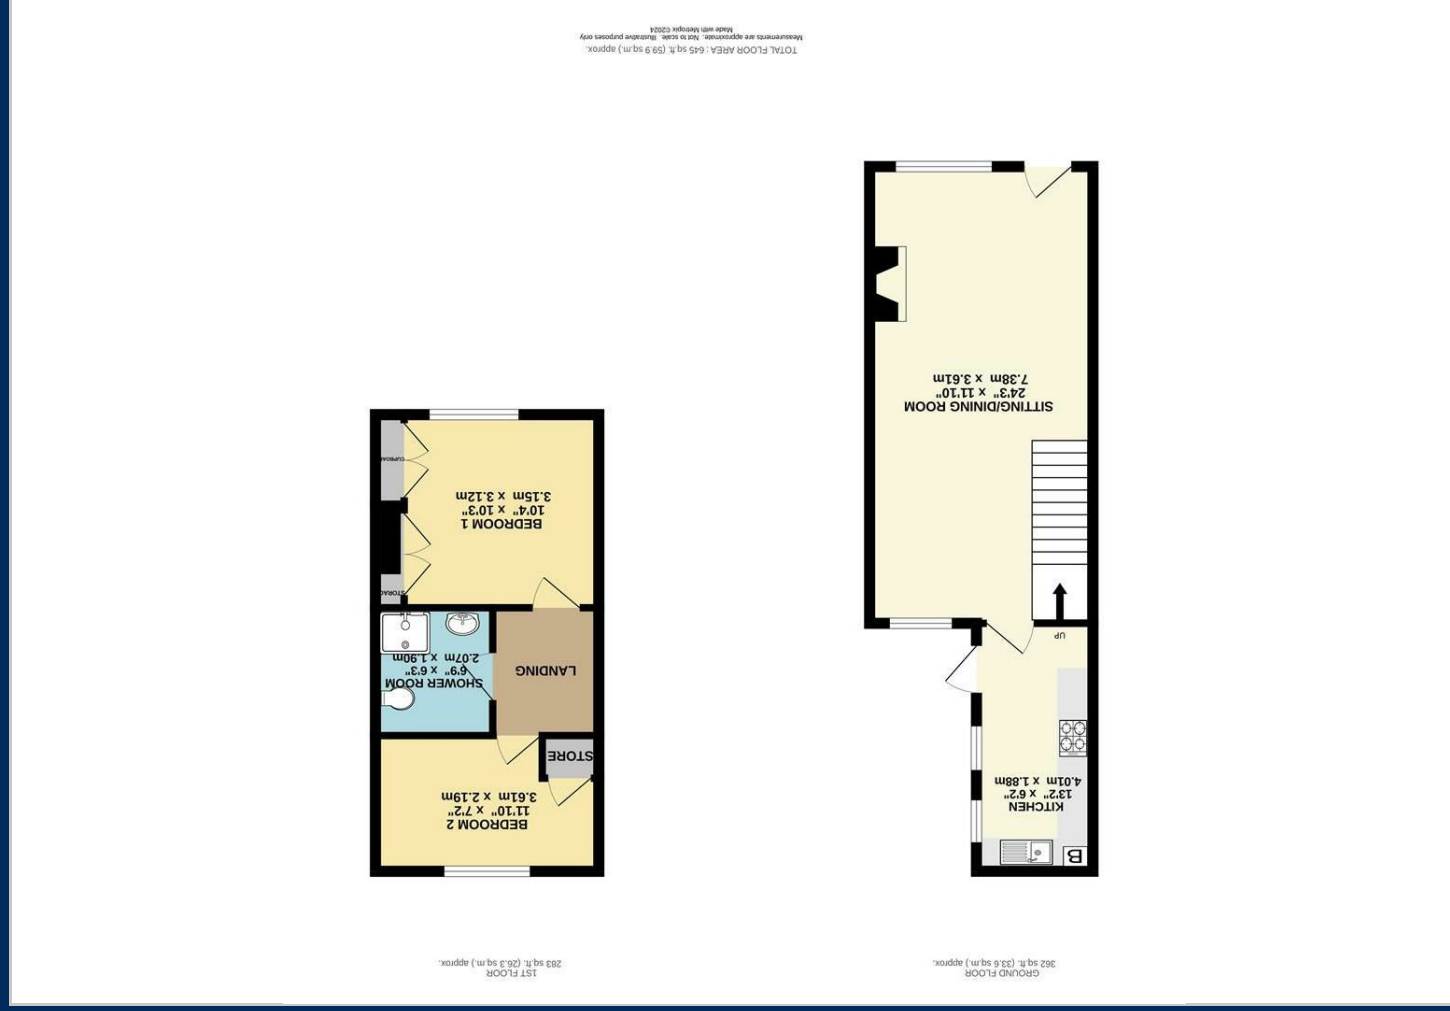 GROUND FLOOR
362 sq.ft. (33.6 sq.m.) approx.
1ST FLOOR
283 sq.ft. (26.3 sq.m.) approx.
B
KITCHEN
13'2" x 6'2"
4.01m x 1.88m
UP
SITTING/DINING ROOM
24'3" x 11'10"
7.38m x 3.61m
BEDROOM 2
11'10" x 7'2"
3.61m x 2.19m
STORE
LANDING
SHOWER ROOM
6'9" x 6'3"
2.07m x 1.90m
STORAG
BEDROOM 1
10'4" x 10'3"
3.15m x 3.12m
CUPBOAR
TOTAL FLOOR AREA : 645 sq.ft. (59.9 sq.m.) approx.
Measurements are approximate. Not to scale. Illustrative purposes only
Made with Metropix ©2024